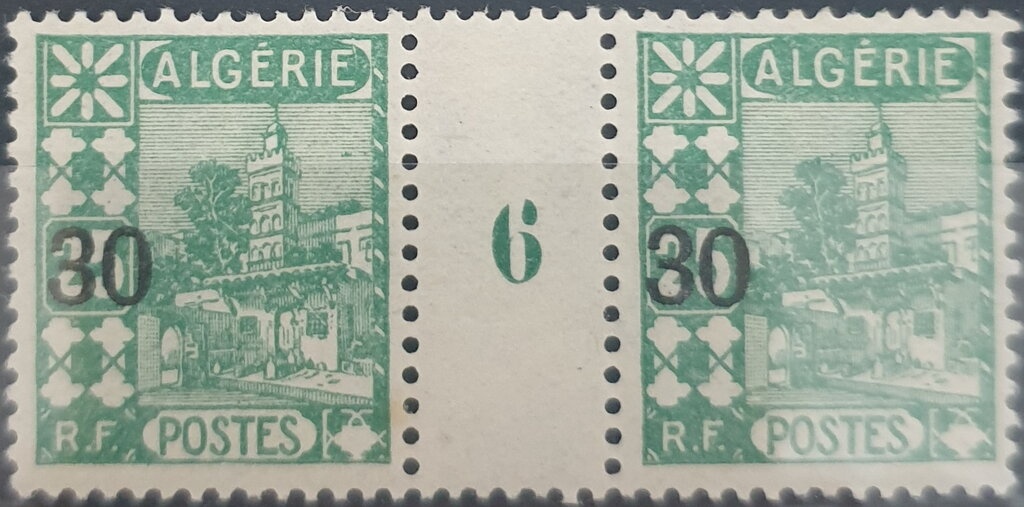 ALGÉRIE
30
R.F. POSTES
6
ALGÉRIE
30
R.F. POSTES